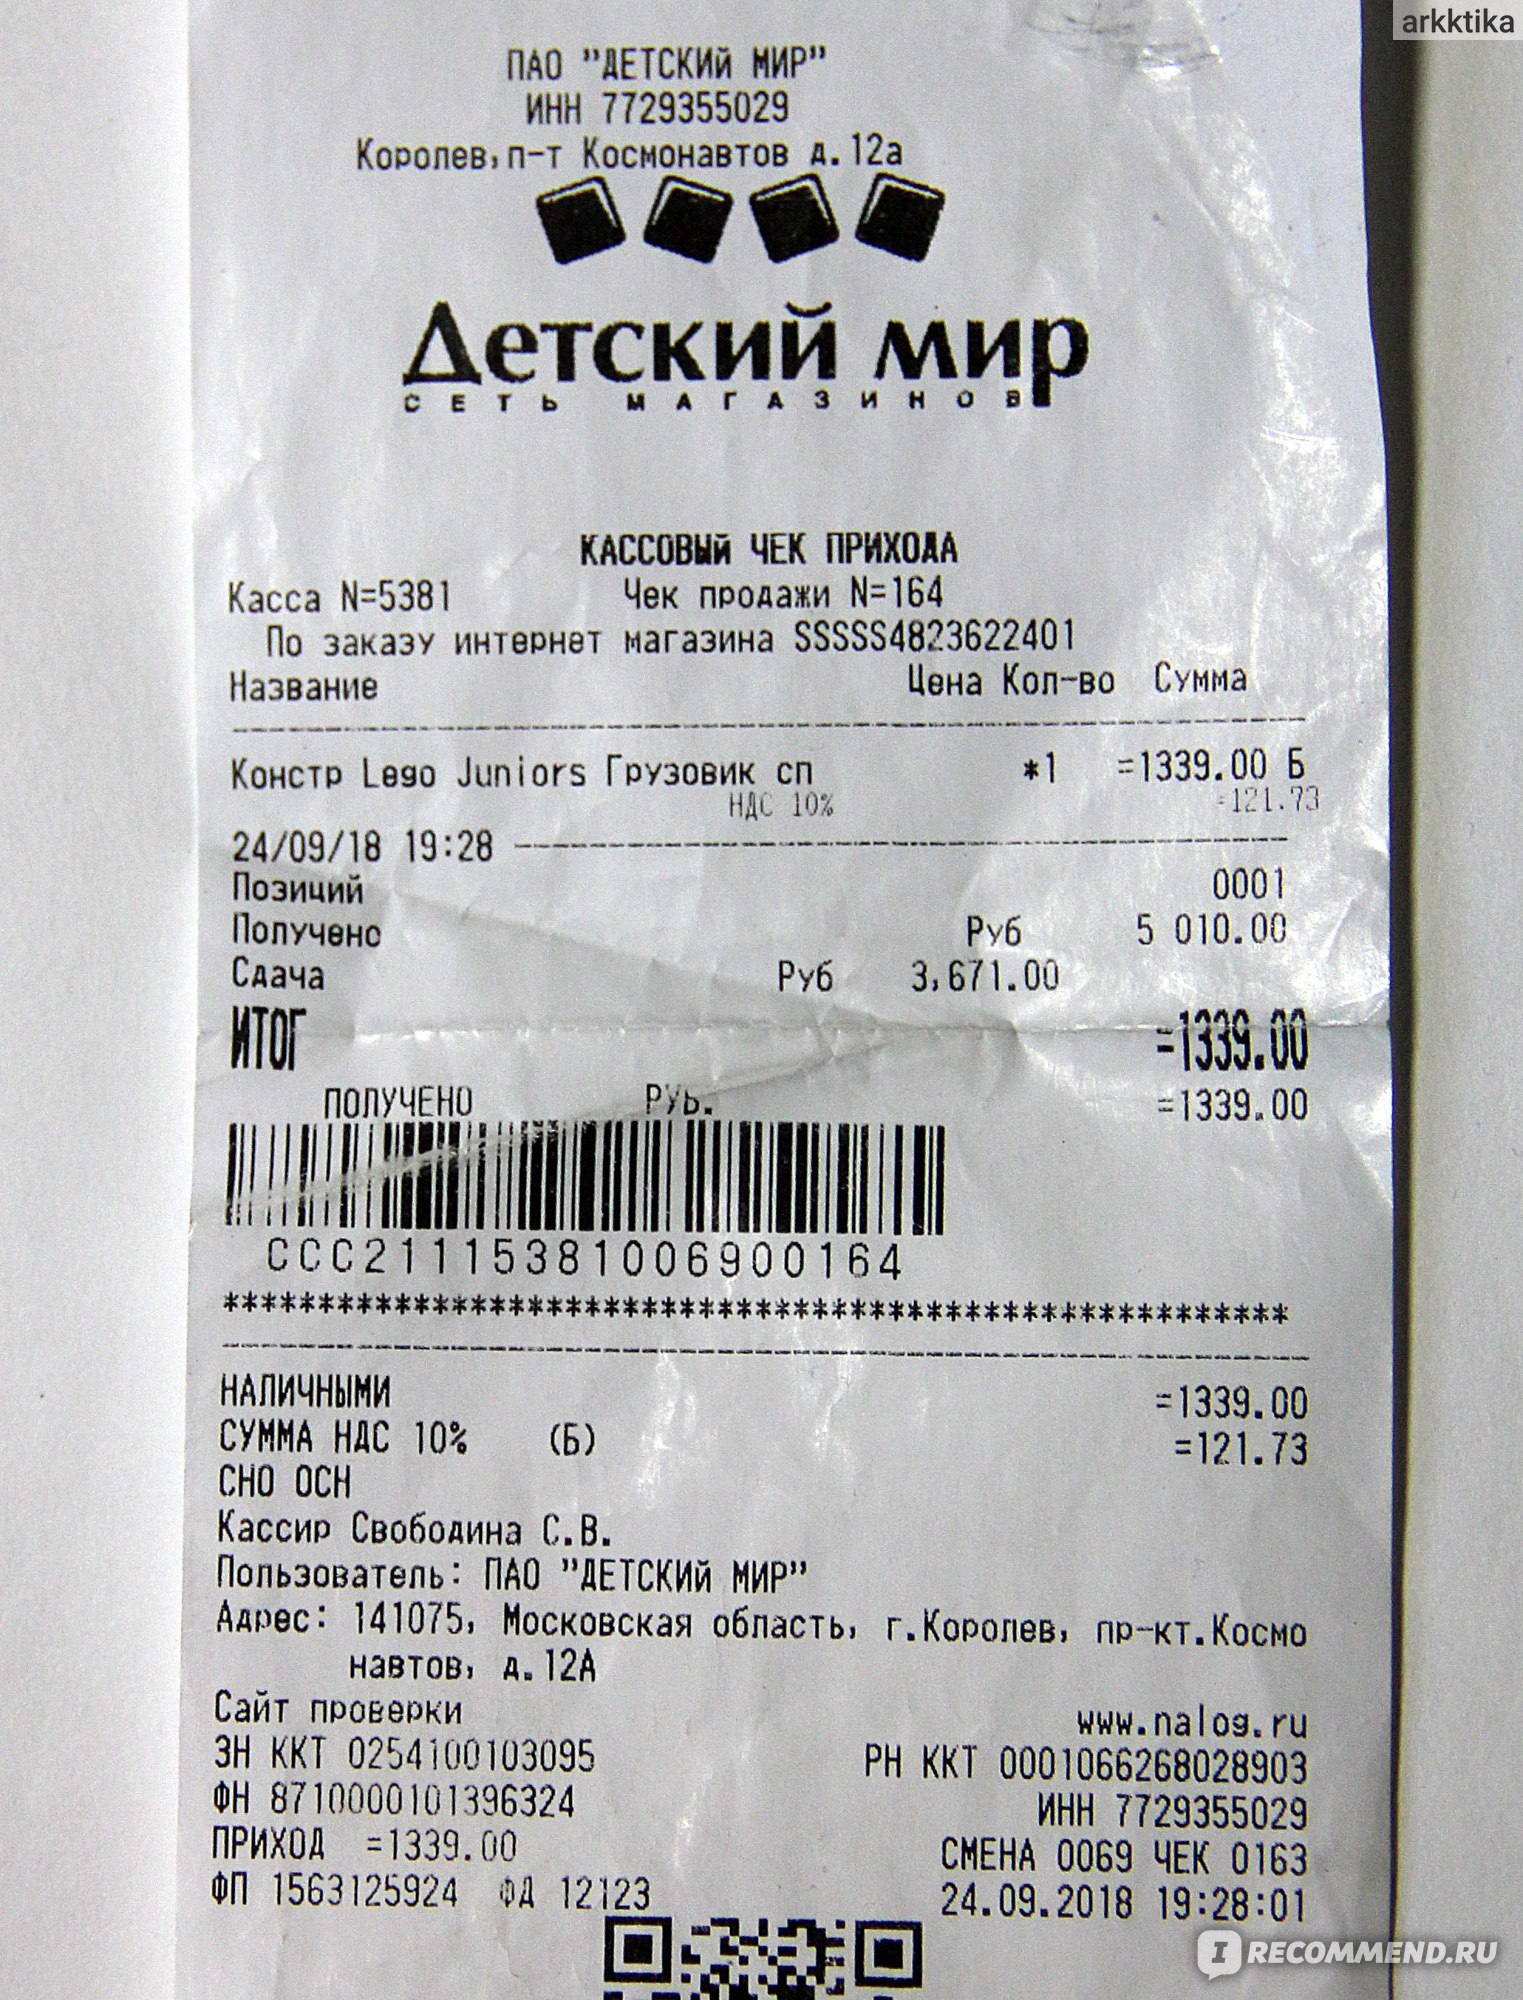 arkktika
ПАО "ДЕТСКИЙ МИР"
ИНН 7729355029
Королев,п-т Космонавтов д.12а
Детский мир
СЕТЬ МАГАЗИНОВ
КАССОВЫЙ ЧЕК ПРИХОДА
Касса N=5381 Чек продажи N=164
По заказу интернет магазина SSSSS4823622401
Название Цена Кол-во Сумма
Констр Lego Juniors Грузовик сп *1 =1339.00 Б
НДС 10% =121.73
24/09/18 19:28
Позиций 0001
Получено Руб 5 010.00
Сдача Руб 3,671.00
ИТОГ =1339.00
ПОЛУЧЕНО РУБ. =1339.00
ССС2111538100690​0164
****************************************************
НАЛИЧНЫМИ =1339.00
СУММА НДС 10% (Б) =121.73
СНО ОСН
Кассир Свободина С.В.
Пользователь: ПАО "ДЕТСКИЙ МИР"
Адрес: 141075, Московская область, г.Королев, пр-кт.Космо
навтов, д.12А
Сайт проверки www.nalog.ru
ЗН ККТ 0254100103095 РН ККТ 0001066268028903
ФН 8710000101396324 ИНН 7729355029
ПРИХОД =1339.00 СМЕНА 0069 ЧЕК 0163
ФП 1563125924 ФД 12123 24.09.2018 19:28:01
I RECOMMEND.RU